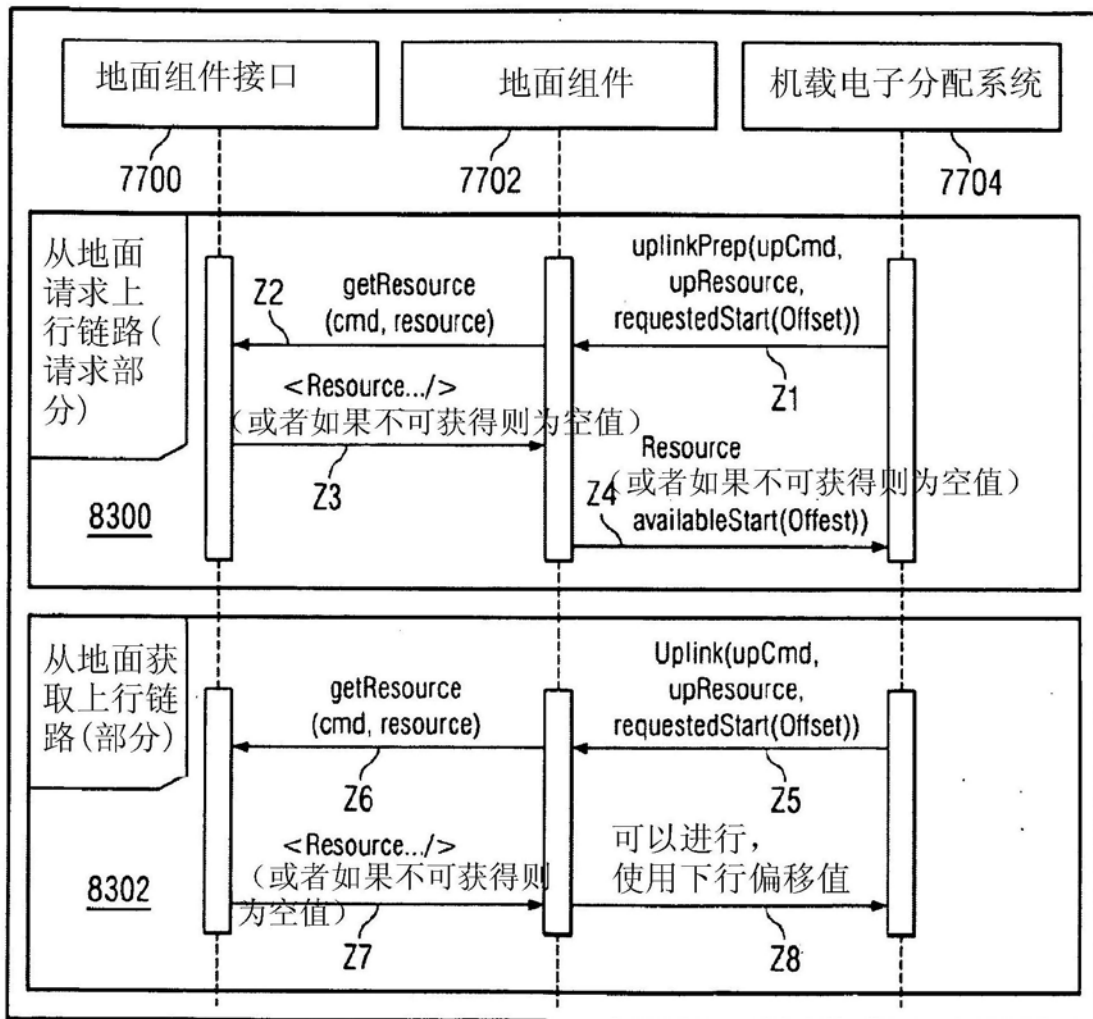 地面组件接口
地面组件
机载电子分配系统
7700
7702
7704
从地面
请求上
行链路(
请求部
分)
8300
uplinkPrep(upCmd,
upResource,
requestedStart(Offset))
Z1
getResource
(cmd, resource)
Z2
<Resource.../>
(或者如果不可获得则为空值)
Z3
Resource
(或者如果不可获得则为空值)
availableStart(Offest))
Z4
从地面获
取上行链
路(部分)
8302
Uplink(upCmd,
upResource,
requestedStart(Offset))
Z5
getResource
(cmd, resource)
Z6
<Resource.../>
(或者如果不可获得则
为空值)
Z7
可以进行，
使用下行偏移值
Z8